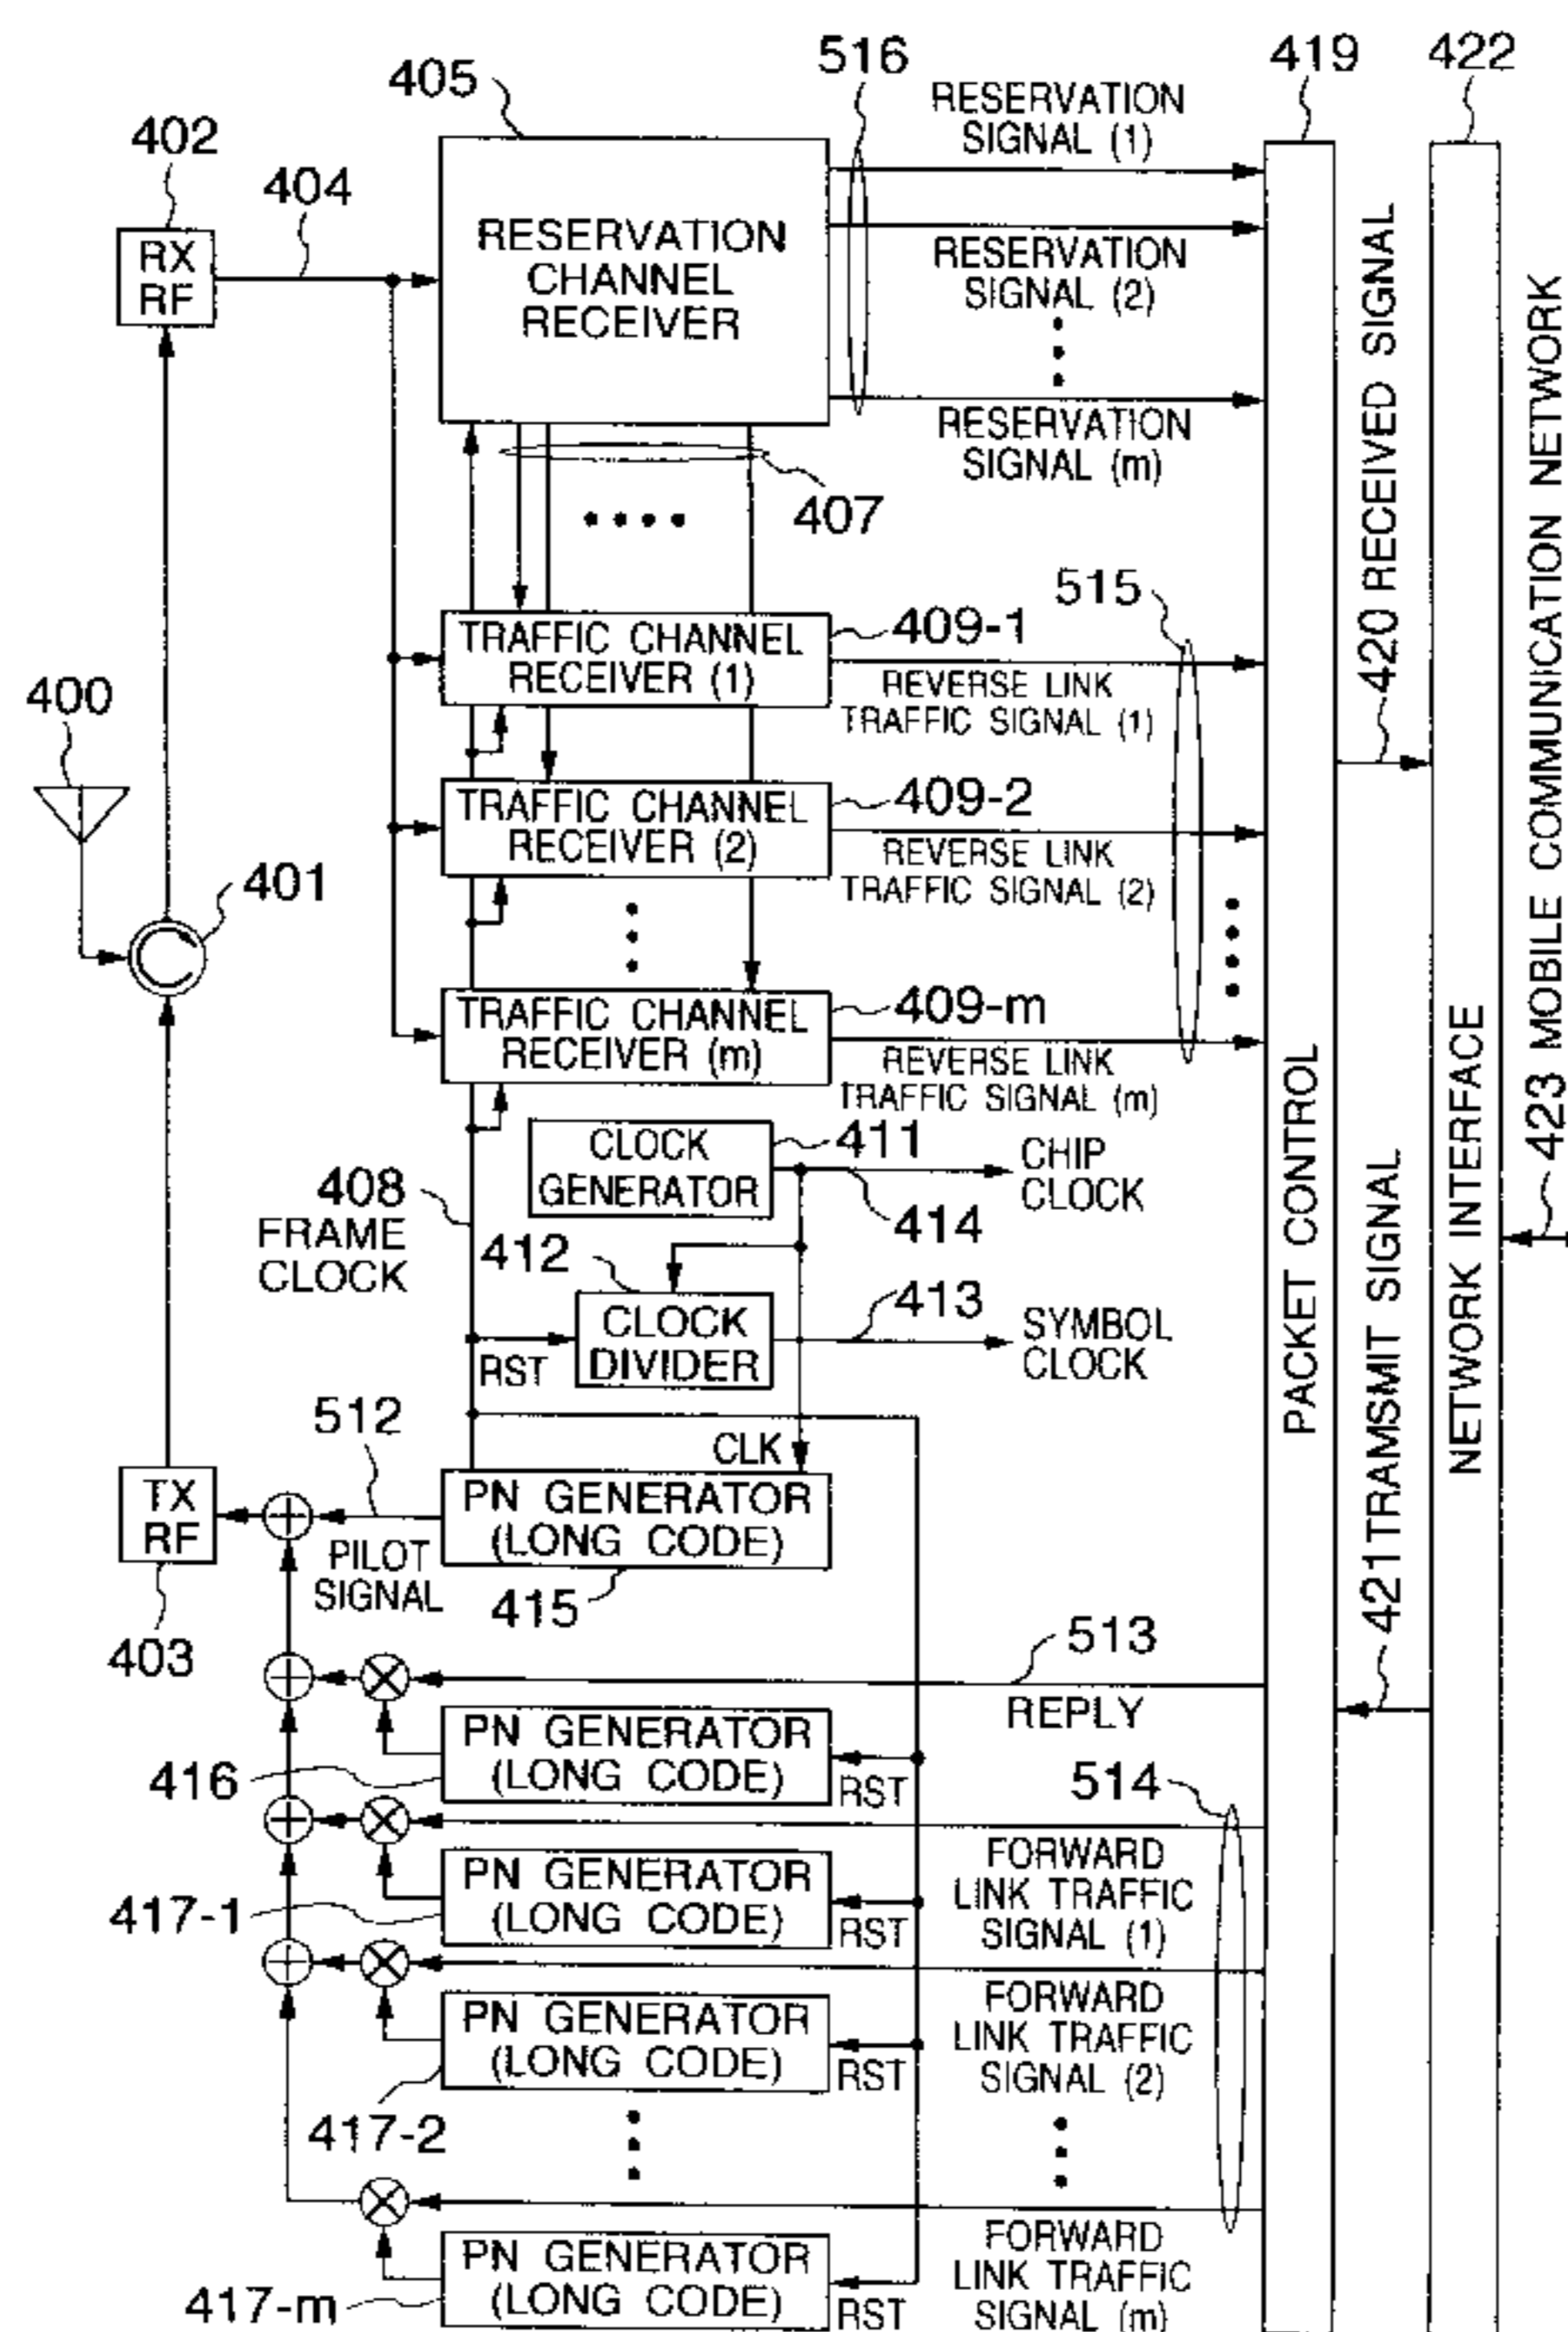 405
516
RESERVATION
SIGNAL (1)
419
422
402
404
RX
RF
RESERVATION
CHANNEL
RECEIVER
RESERVATION
SIGNAL (2)
RESERVATION
SIGNAL (m)
407
420 RECEIVED SIGNAL
423 MOBILE COMMUNICATION NETWORK
515
TRAFFIC CHANNEL
RECEIVER (1)
409-1
REVERSE LINK
TRAFFIC SIGNAL (1)
400
TRAFFIC CHANNEL
RECEIVER (2)
409-2
REVERSE LINK
TRAFFIC SIGNAL (2)
401
TRAFFIC CHANNEL
RECEIVER (m)
409-m
REVERSE LINK
TRAFFIC SIGNAL (m)
PACKET CONTROL
NETWORK INTERFACE
CLOCK
GENERATOR
411
CHIP
CLOCK
414
408
FRAME
CLOCK
412
CLOCK
DIVIDER
RST
413
SYMBOL
CLOCK
421TRAMSMIT SIGNAL
512
CLK
TX
RF
PILOT
SIGNAL
PN GENERATOR
(LONG CODE)
415
403
513
REPLY
PN GENERATOR
(LONG CODE)
416
RST
514
FORWARD
LINK TRAFFIC
SIGNAL (1)
PN GENERATOR
(LONG CODE)
417-1
RST
FORWARD
LINK TRAFFIC
SIGNAL (2)
PN GENERATOR
(LONG CODE)
417-2
RST
FORWARD
LINK TRAFFIC
SIGNAL (m)
PN GENERATOR
(LONG CODE)
417-m
RST